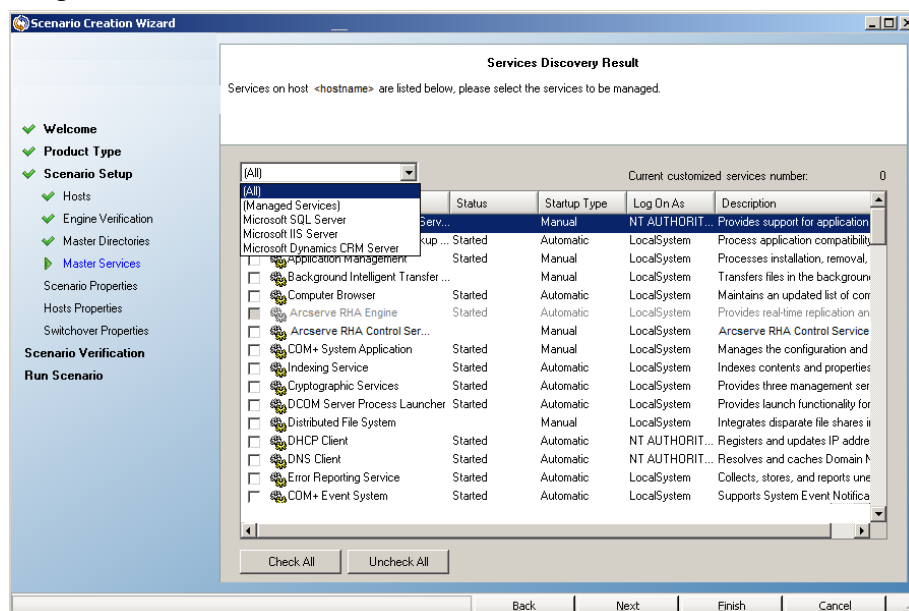 Scenario Creation Wizard
Services Discovery Result
Services on host <hostname> are listed below, please select the services to be managed.
Welcome
Product Type
Scenario Setup
Hosts
Engine Verification
Master Directories
Master Services
Scenario Properties
Hosts Properties
Switchover Properties
Scenario Verification
Run Scenario
(All) Current customized services number: 0
(All)
(Managed Services)
Microsoft SQL Server
Microsoft IIS Server
Microsoft Dynamics CRM Server
Status Startup Type Log On As Description
Serv... Manual NT AUTHORIT... Provides support for application
kup ... Started Automatic LocalSystem Process application compatibility
Application Management Started Manual LocalSystem Processes installation, removal,
Background Intelligent Transfer ... Manual LocalSystem Transfers files in the backgroun
Computer Browser Started Automatic LocalSystem Maintains an updated list of com
Arcserve RHA Engine Started Automatic LocalSystem Provides real-time replication an
Arcserve RHA Control Ser... Manual LocalSystem Arcserve RHA Control Service
COM+ System Application Started Manual LocalSystem Manages the configuration and
Indexing Service Started Automatic LocalSystem Indexes contents and properties
Cryptographic Services Started Automatic LocalSystem Provides three management ser
DCOM Server Process Launcher Started Automatic LocalSystem Provides launch functionality for
Distributed File System Manual LocalSystem Integrates disparate file shares i
DHCP Client Started Automatic NT AUTHORIT... Registers and updates IP addre
DNS Client Started Automatic NT AUTHORIT... Resolves and caches Domain N
Error Reporting Service Started Automatic LocalSystem Collects, stores, and reports une
COM+ Event System Started Automatic LocalSystem Supports System Event Notifica
Check All Uncheck All
Back Next Finish Cancel